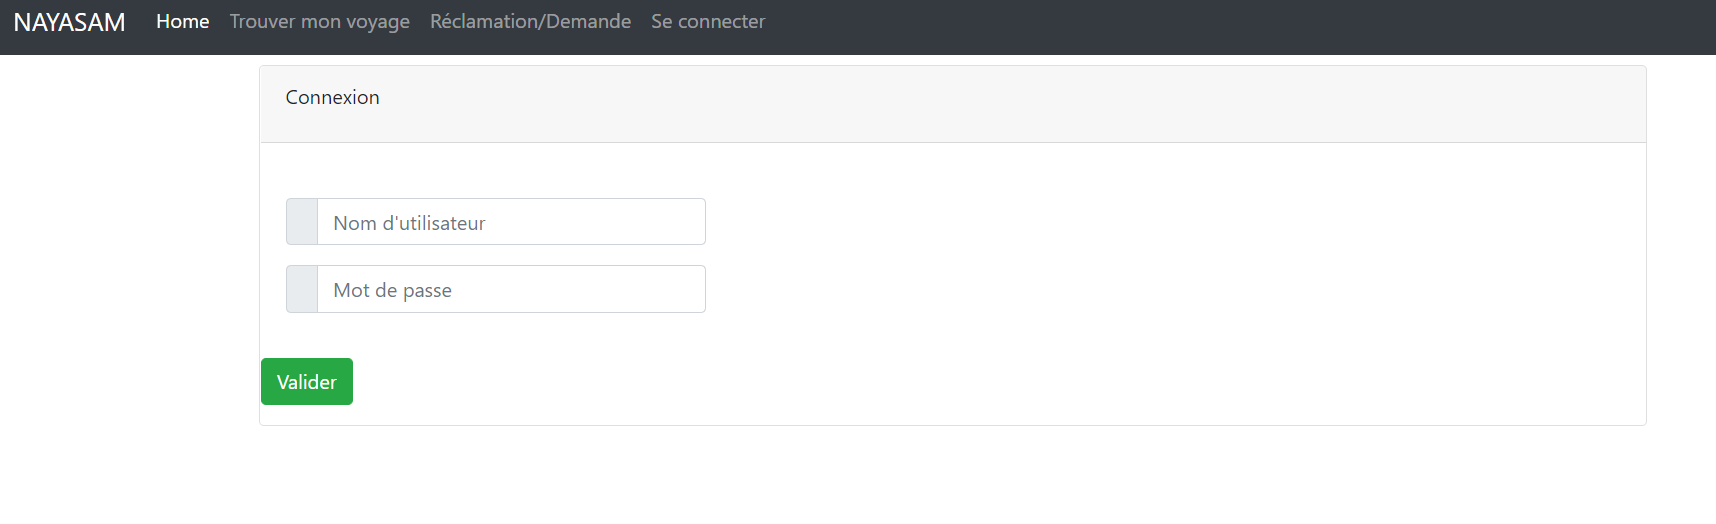 NAYASAM Home Trouver mon voyage Réclamation/Demande Se connecter
Connexion
Nom d'utilisateur
Mot de passe
Valider